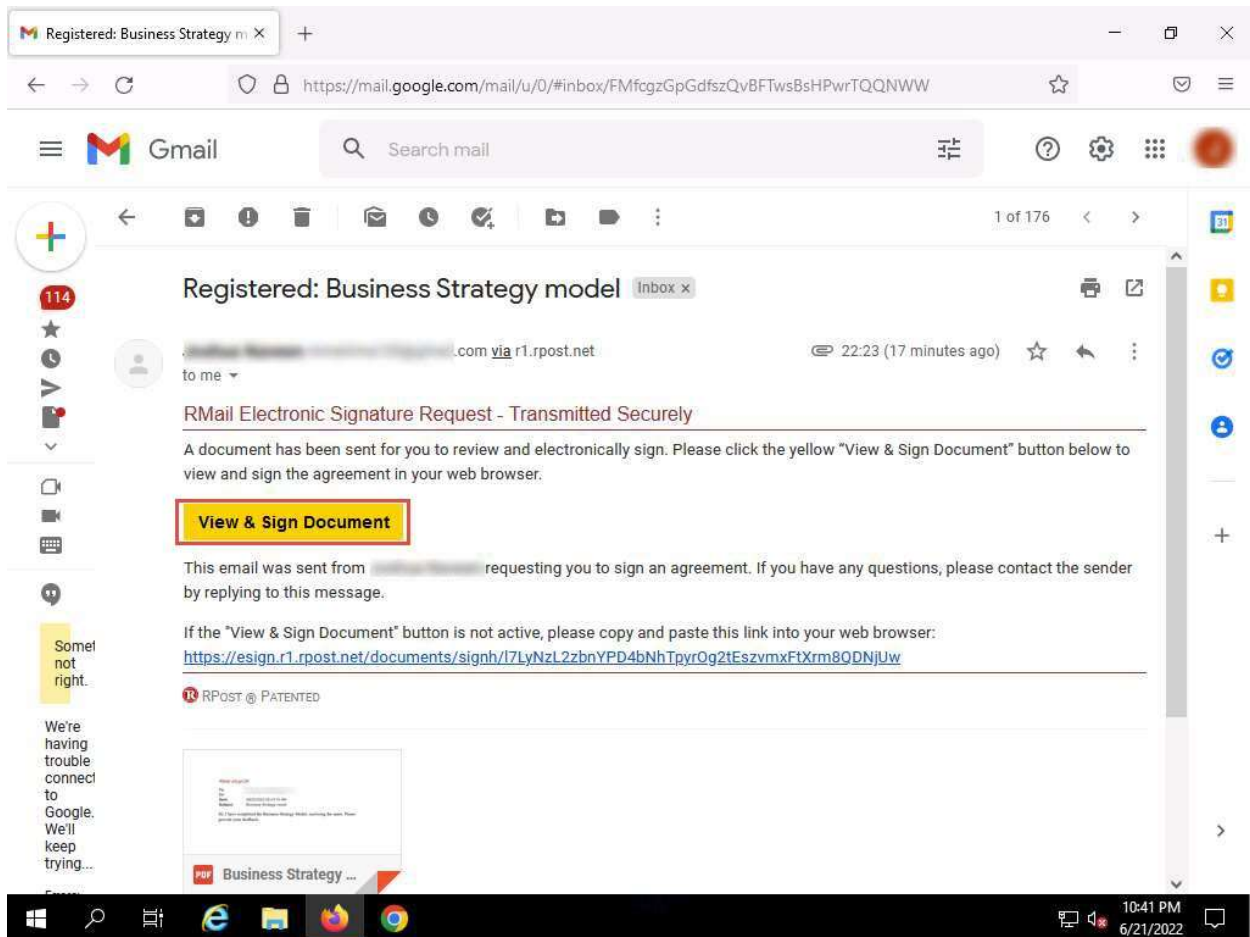 Registered: Business Strategy m
https://mail.google.com/mail/u/0/#inbox/FMfcgzGpGdfszQvBFTwsBsHPwrTQQNWW
Gmail
Search mail
1 of 176
31
114
Registered: Business Strategy model Inbox x
.com via r1.rpost.net 22:23 (17 minutes ago)
to me
RMail Electronic Signature Request - Transmitted Securely
A document has been sent for you to review and electronically sign. Please click the yellow "View & Sign Document" button below to
view and sign the agreement in your web browser.
View & Sign Document
This email was sent from requesting you to sign an agreement. If you have any questions, please contact the sender
by replying to this message.
If the "View & Sign Document" button is not active, please copy and paste this link into your web browser:
https://esign.r1.rpost.net/documents/signh/l7LyNzL2zbnYPD4bNhTpyrOg2tEszvmxFtXrm8QDNjUw
RPOST ® PATENTED
Somet
not
right.
We're
having
trouble
connect
to
Google.
We'll
keep
trying...
PDF Business Strategy ...
10:41 PM
6/21/2022